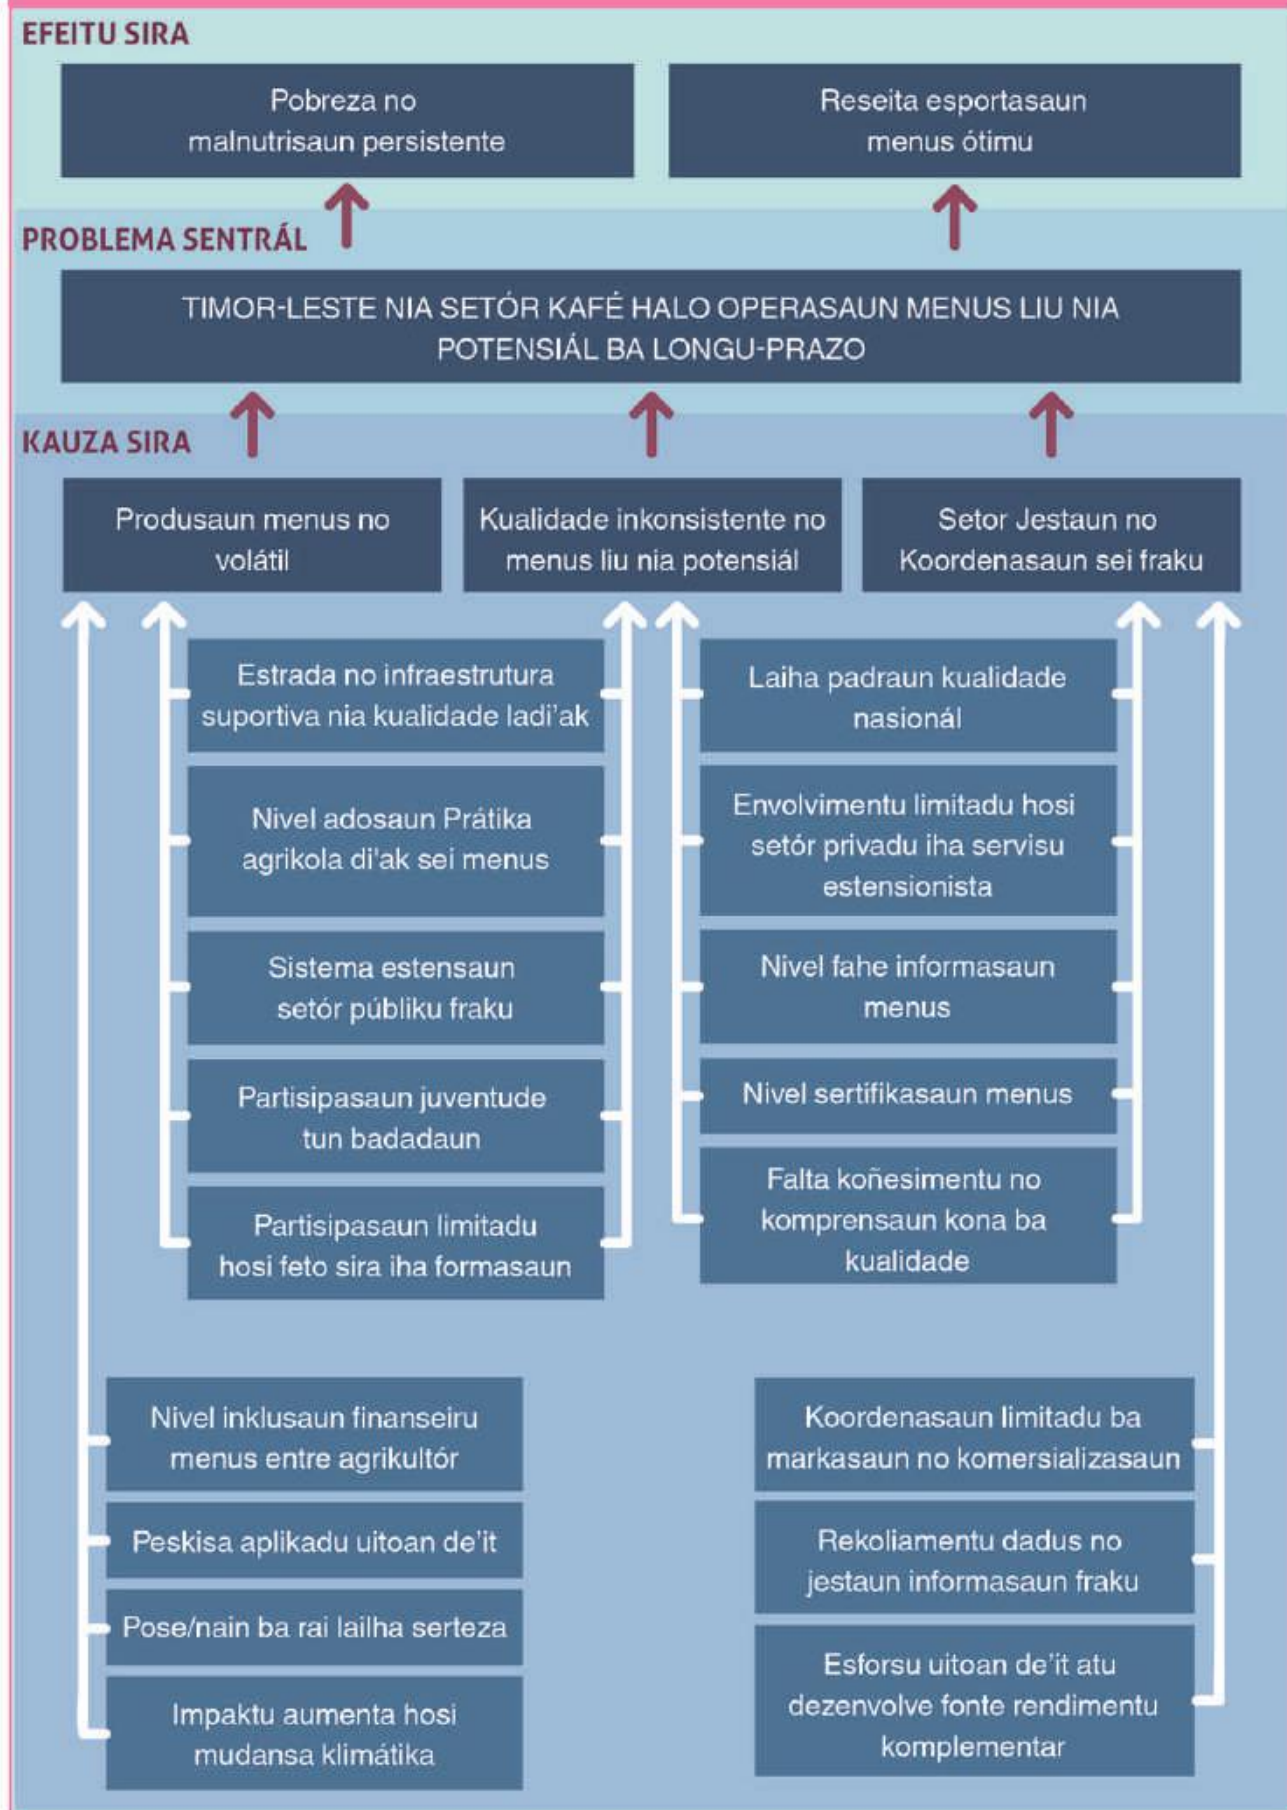 EFEITU SIRA
Pobreza no
malnutrisaun persistente
Reseita esportasaun
menus ótimu
PROBLEMA SENTRÁL
TIMOR-LESTE NIA SETÓR KAFÉ HALO OPERASAUN MENUS LIU NIA
POTENSIÁL BA LONGU-PRAZO
KAUZA SIRA
Produsaun menus no
volátil
Kualidade inkonsistente no
menus liu nia potensiál
Setor Jestaun no
Koordenasaun sei fraku
Estrada no infraestrutura
suportiva nia kualidade ladi'ak
Nivel adosaun Prátika
agrikola di'ak sei menus
Sistema estensaun
setór públiku fraku
Partisipasaun juventude
tun badadaun
Partisipasaun limitadu
hosi feto sira iha formasaun
Laiha padraun kualidade
nasionál
Envolvimentu limitadu hosi
setór privadu iha servisu
estensionista
Nivel fahe informasaun
menus
Nivel sertifikasaun menus
Falta koñesimentu no
komprensaun kona ba
kualidade
Nivel inklusaun finanseiru
menus entre agrikultór
Peskisa aplikadu uitoan de'it
Pose/nain ba rai lailha serteza
Impaktu aumenta hosi
mudansa klimátika
Koordenasaun limitadu ba
markasaun no komersializasaun
Rekoliamentu dadus no
jestaun informasaun fraku
Esforsu uitoan de'it atu
dezenvolve fonte rendimentu
komplementar